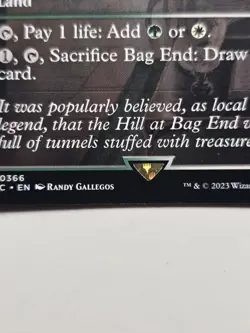 Land
, Pay 1 life: Add or .
1, , Sacrifice Bag End: Draw
card.
It was popularly believed, as local
legend, that the Hill at Bag End w
full of tunnels stuffed with treasure
0366
C • EN RANDY GALLEGOS
™ & © 2023 Wiza